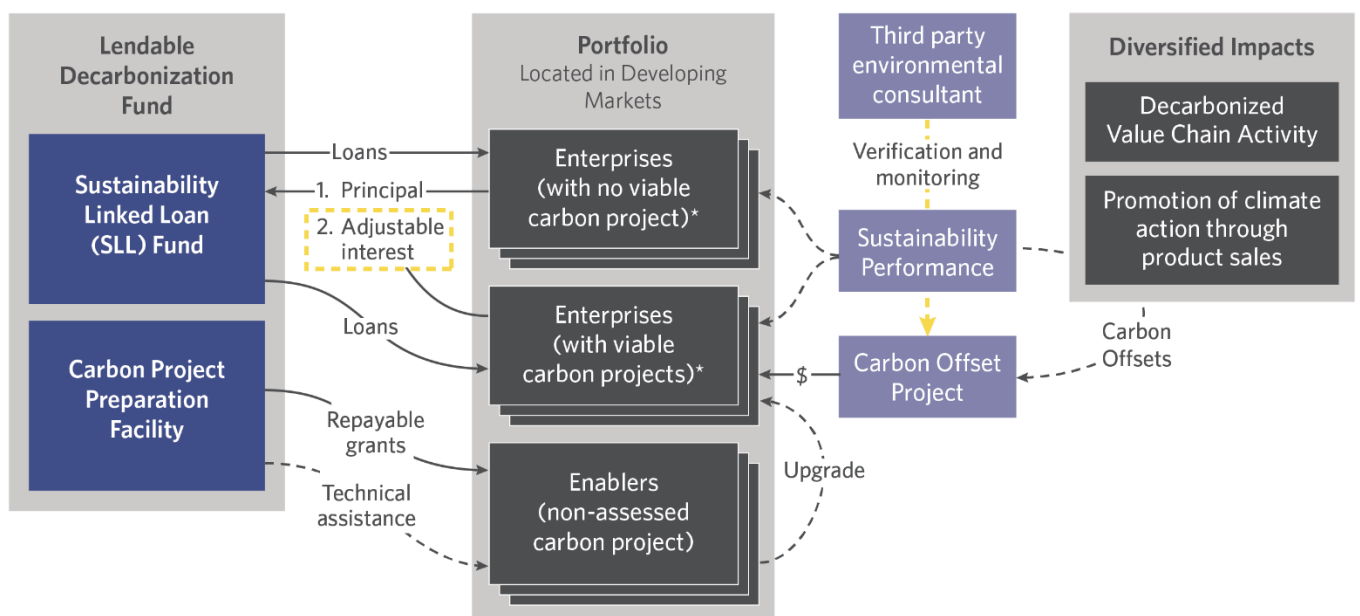 Lendable
Decarbonization
Fund
Sustainability
Linked Loan
(SLL) Fund
Carbon Project
Preparation
Facility
Loans
1. Principal
2. Adjustable
interest
Loans
Repayable
grants
Technical
assistance
Portfolio
Located in Developing
Markets
Enterprises
(with no viable
carbon project)*
Enterprises
(with viable
carbon projects)*
Enablers
(non-assessed
carbon project)
Third party
environmental
consultant
Verification and
monitoring
Sustainability
Performance
$
Carbon Offset
Project
Upgrade
Diversified Impacts
Decarbonized
Value Chain Activity
Promotion of climate
action through
product sales
Carbon
Offsets